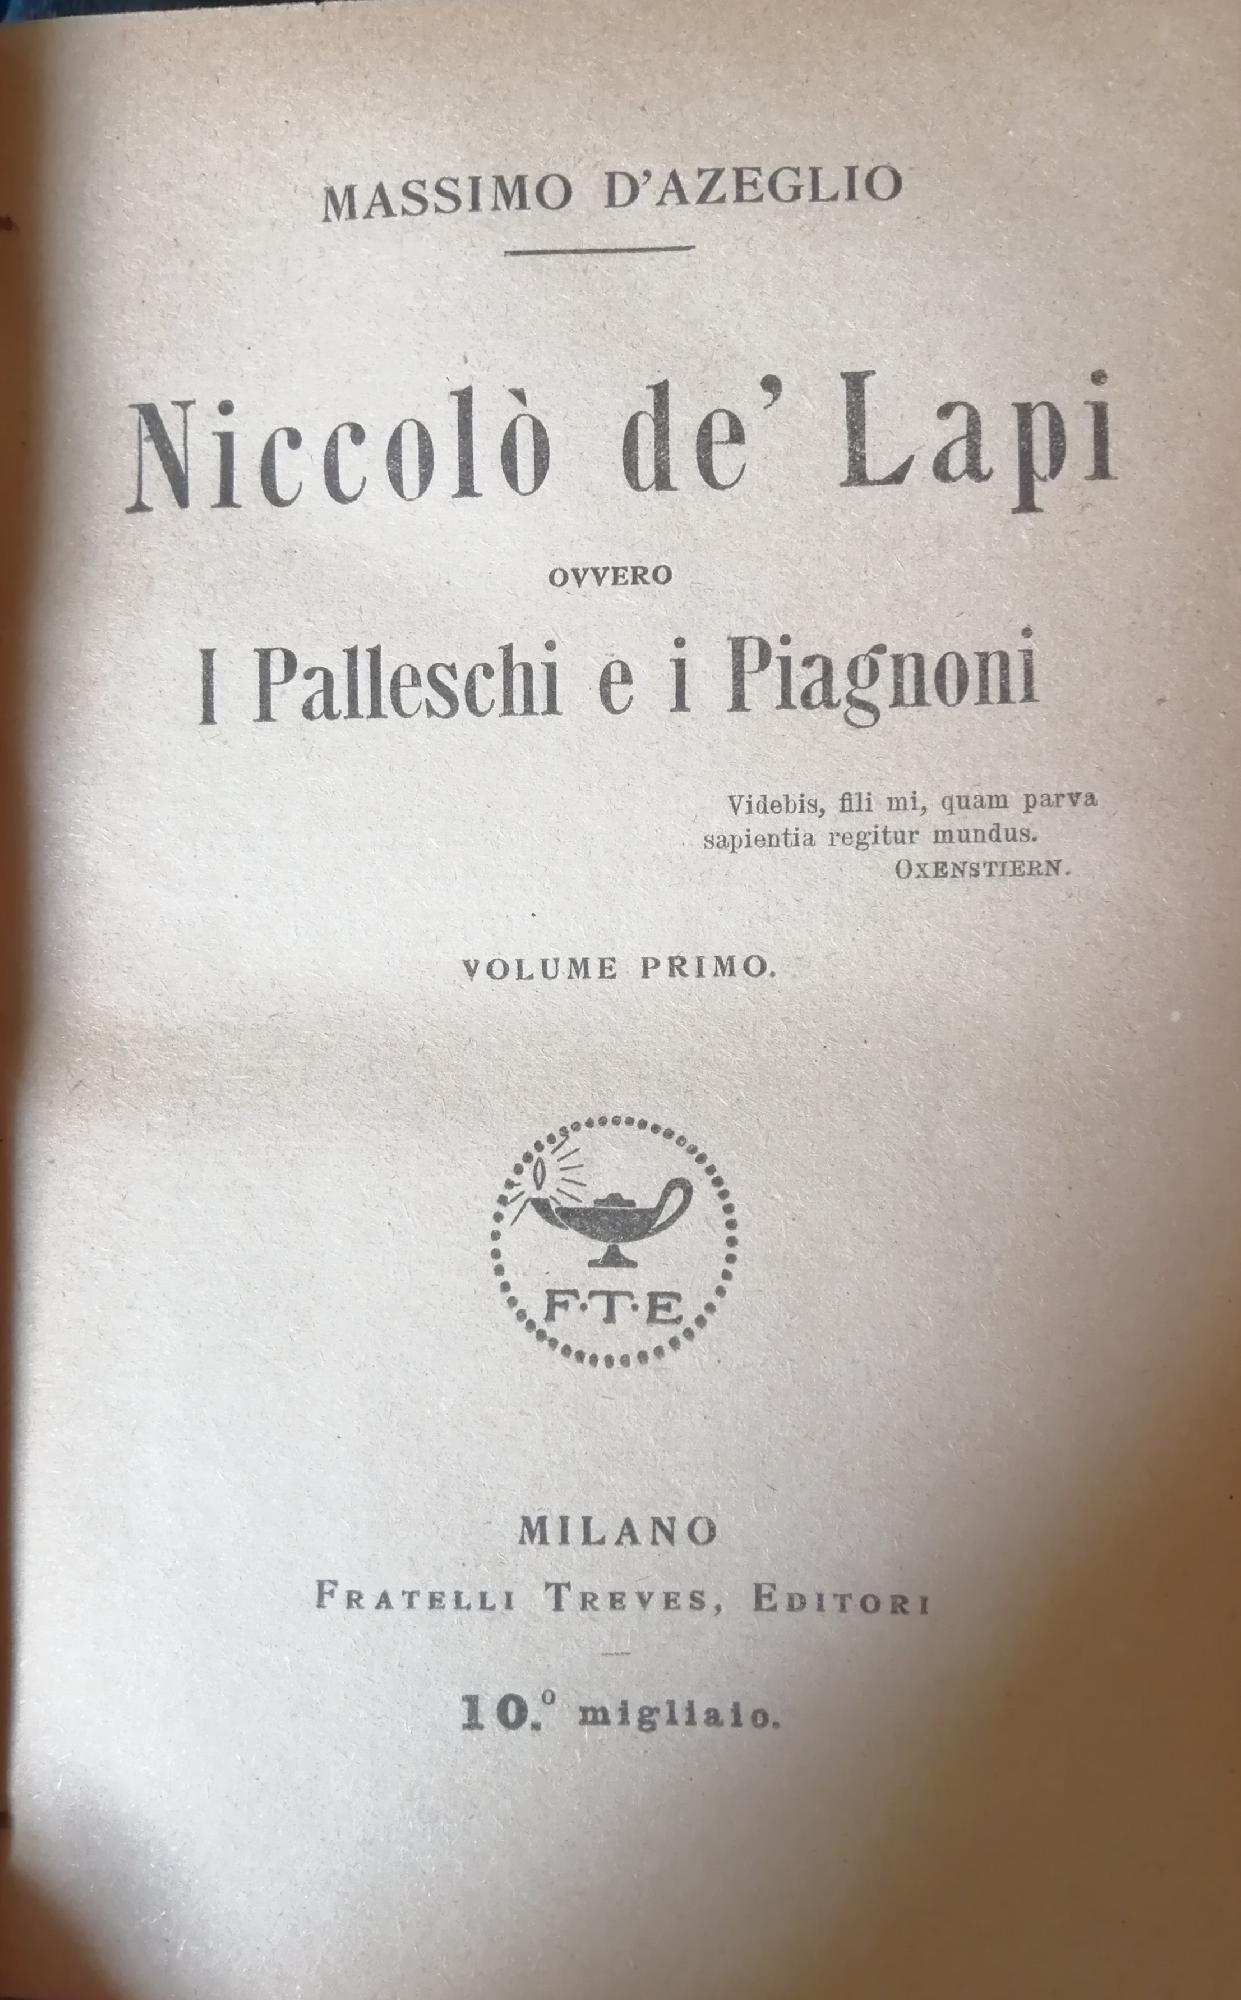 MASSIMO D'AZEGLIO
Niccolò de' Lapi
OVVERO
I Palleschi e i Piagnoni
Videbis, fili mi, quam parva
sapientia regitur mundus.
OXENSTIERN.
VOLUME PRIMO.
F·T·E
MILANO
FRATELLI TREVES, EDITORI
10.º migliaio.